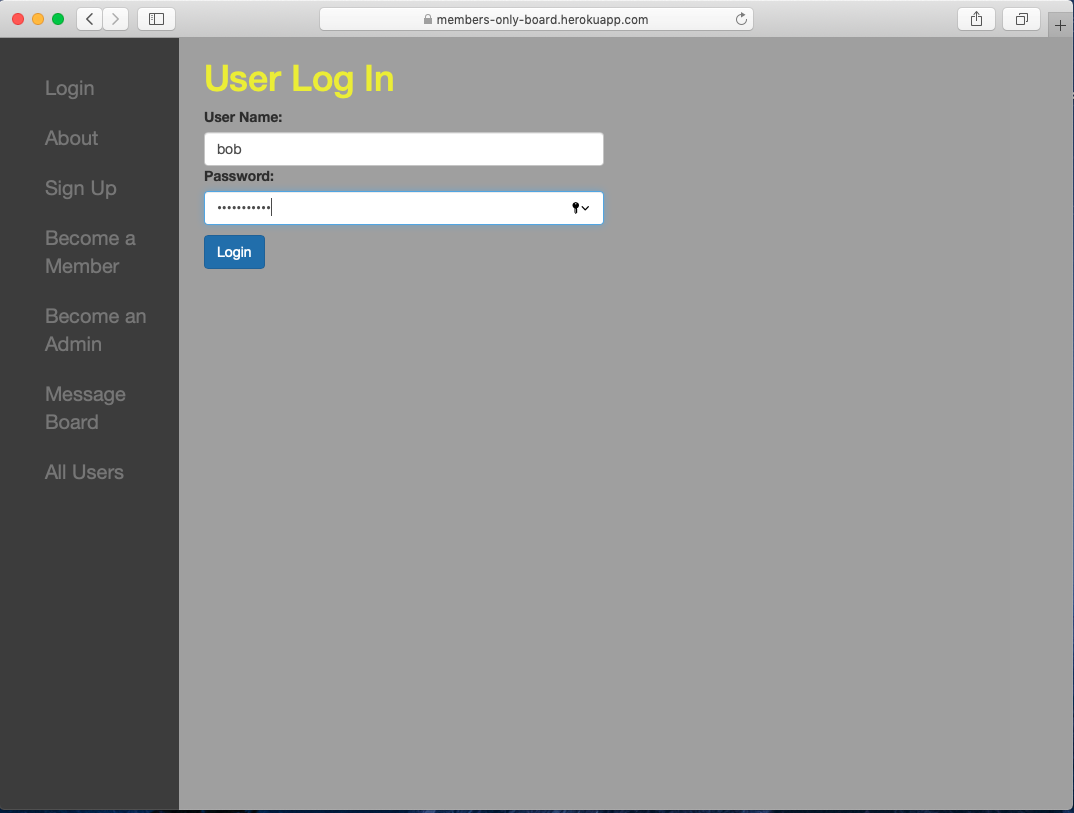 members-only-board.herokuapp.com
Login
About
Sign Up
Become a
Member
Become an
Admin
Message
Board
All Users
User Log In
User Name:
bob
Password:
•••••••••••
Login